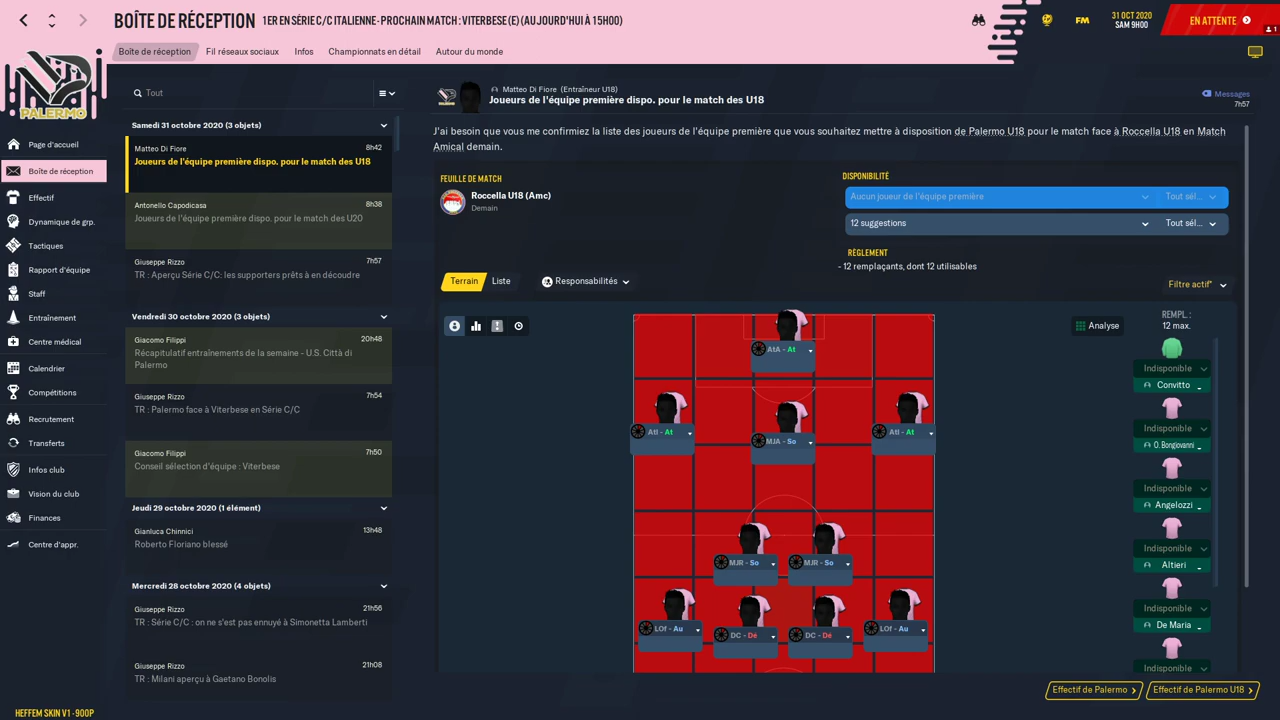 BOÎTE DE RÉCEPTION 1ER EN SÉRIE C/C ITALIENNE - PROCHAIN MATCH : VITERBESE (E) (AUJOURD'HUI À 15H00)
FM
31 OCT 2020
SAM 9H00
EN ATTENTE
1
Boîte de réception Fil réseaux sociaux Infos Championnats en détail Autour du monde
PALERMO
Page d'accueil
Boîte de réception
Effectif
Dynamique de grp.
Tactiques
Rapport d'équipe
Staff
Entraînement
Centre médical
Calendrier
Compétitions
Recrutement
Transferts
Infos club
Vision du club
Finances
Centre d'appr.
HEFFEM SKIN V1 - 900P
Tout
Samedi 31 octobre 2020 (3 objets)
Matteo Di Fiore 8h42
Joueurs de l'équipe première dispo. pour le match des U18
Antonello Capodicasa 8h38
Joueurs de l'équipe première dispo. pour le match des U20
Giuseppe Rizzo 7h57
TR : Aperçu Série C/C: les supporters prêts à en découdre
Vendredi 30 octobre 2020 (3 objets)
Giacomo Filippi 20h48
Récapitulatif entraînements de la semaine - U.S. Città di
Palermo
Giuseppe Rizzo 7h54
TR : Palermo face à Viterbese en Série C/C
Giacomo Filippi 7h50
Conseil sélection d'équipe : Viterbese
Jeudi 29 octobre 2020 (1 élément)
Gianluca Chinnici 13h48
Roberto Floriano blessé
Mercredi 28 octobre 2020 (4 objets)
Giuseppe Rizzo 21h56
TR : Série C/C : on ne s'est pas ennuyé à Simonetta Lamberti
Giuseppe Rizzo 21h08
TR : Milani aperçu à Gaetano Bonolis
Matteo Di Fiore (Entraîneur U18)
Joueurs de l'équipe première dispo. pour le match des U18
Messages
7h57
J'ai besoin que vous me confirmiez la liste des joueurs de l'équipe première que vous souhaitez mettre à disposition de Palermo U18 pour le match face à Roccella U18 en Match
Amical demain.
FEUILLE DE MATCH
Roccella U18 (Amc)
Demain
DISPONIBILITÉ
Aucun joueur de l'équipe première Tout sél...
12 suggestions Tout sél...
RÈGLEMENT
- 12 remplaçants, dont 12 utilisables
Terrain Liste Responsabilités
Filtre actif*
Analyse
AtA - At
AtI - At
MJA - So
AtI - At
MJR - So
MJR - So
LOf - Au
DC - Dé
DC - Dé
LOf - Au
REMPL. :
12 max.
Indisponible
Convitto
Indisponible
O. Bongiovanni
Indisponible
Angelozzi
Indisponible
Altieri
Indisponible
De Maria
Indisponible
Effectif de Palermo
Effectif de Palermo U18